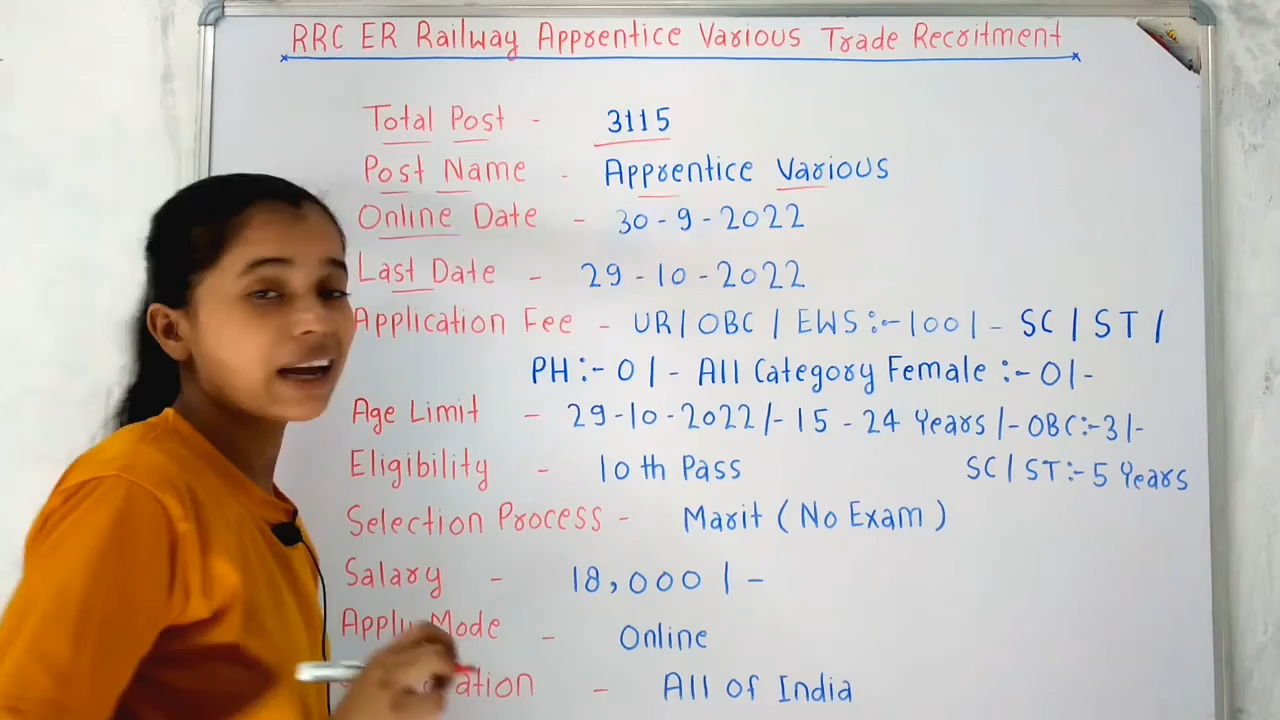 RRC ER Railway Apprentice Various Trade Recritment
Total Post - 3115
Post Name - Apprentice Various
Online Date - 30-9-2022
Last Date - 29-10-2022
Application Fee - UR/OBC/EWS:-100/- SC/ST/
PH:-0/- All Category Female :-0/-
Age Limit - 29-10-2022/-15-24 Years/-OBC:-3/-
Eligibility - 10th Pass SC/ST:-5 Years
Selection Process - Marit (No Exam)
Salary - 18,000/-
Apply Mode - Online
- All of India